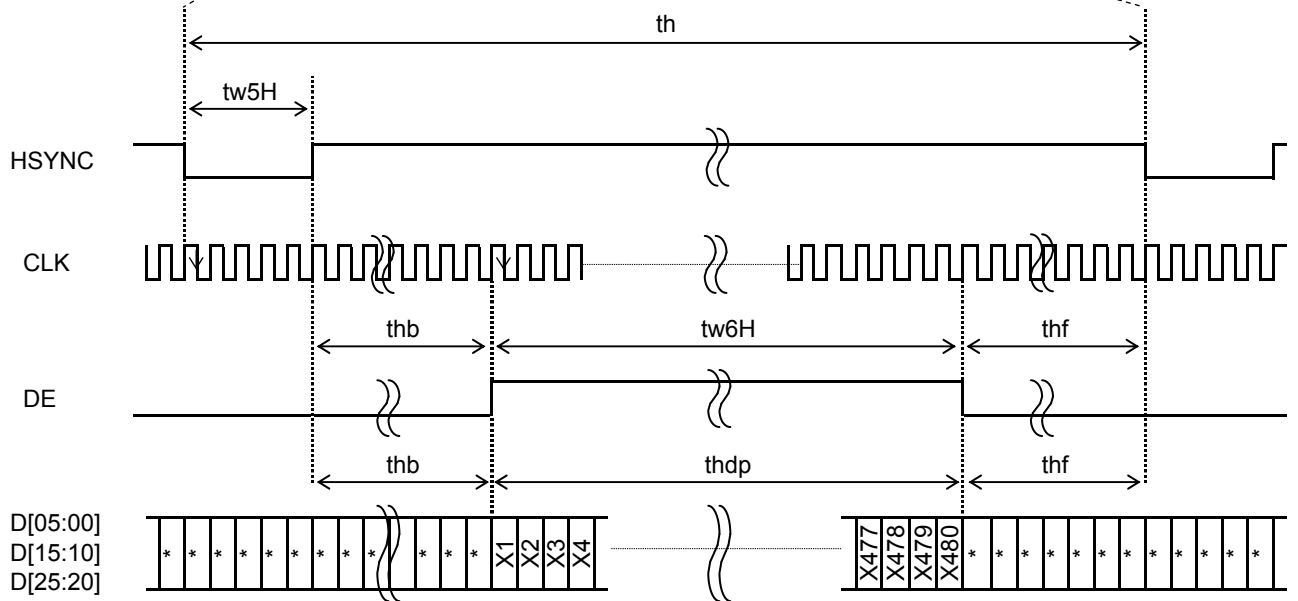 th
tw5H
HSYNC
CLK
thb
tw6H
thf
DE
thb
thdp
thf
D[05:00]
D[15:10]
D[25:20]
* * * * * * * * * * * * X1 X2 X3 X4 X477 X478 X479 X480 * * * * * * * * * * * *